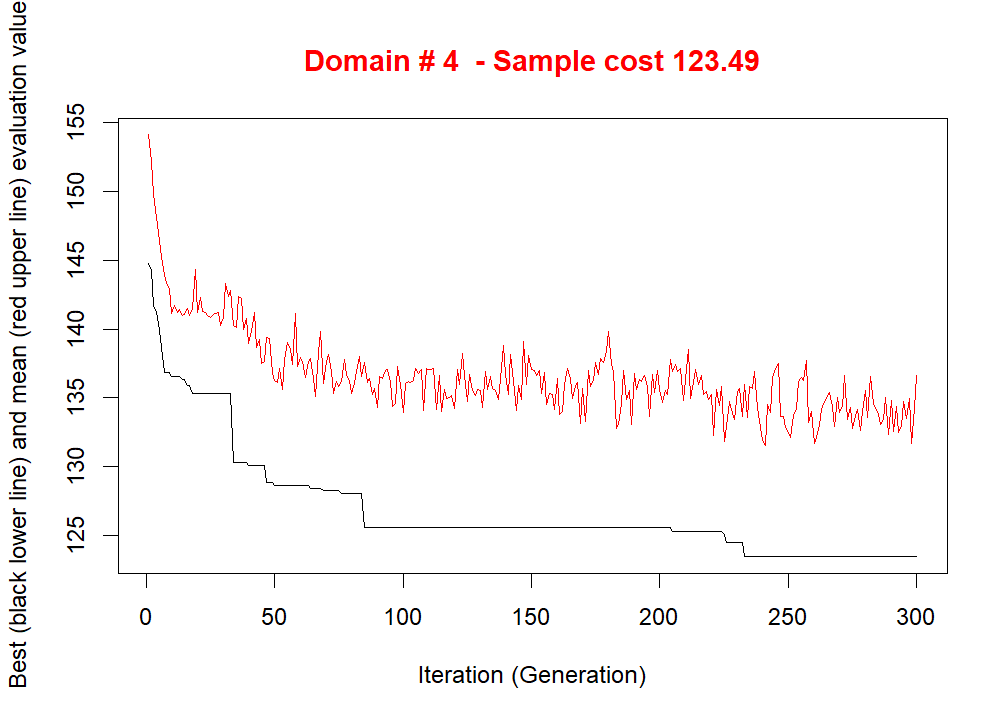 Domain # 4  - Sample cost 123.49
Best (black lower line) and mean (red upper line) evaluation value
155
150
145
140
135
130
125
0 50 100 150 200 250 300
Iteration (Generation)